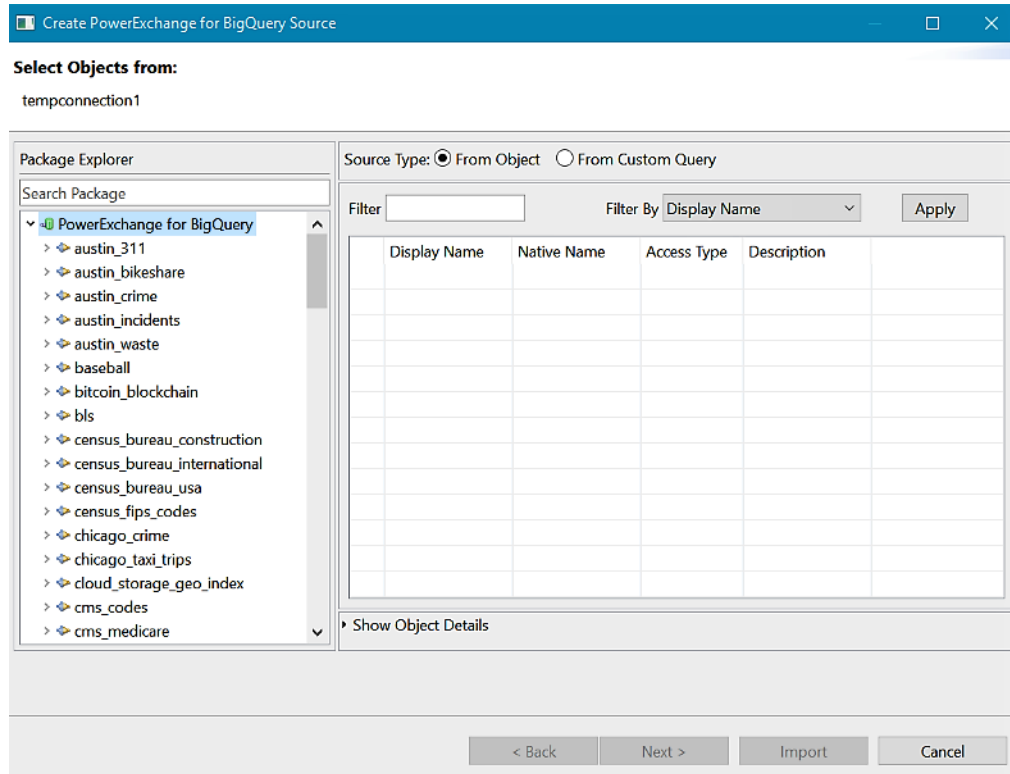 Create PowerExchange for BigQuery Source
Select Objects from:
tempconnection1
Package Explorer
Search Package
PowerExchange for BigQuery
austin_311
austin_bikeshare
austin_crime
austin_incidents
austin_waste
baseball
bitcoin_blockchain
bls
census_bureau_construction
census_bureau_international
census_bureau_usa
census_fips_codes
chicago_crime
chicago_taxi_trips
cloud_storage_geo_index
cms_codes
cms_medicare
Source Type: From Object From Custom Query
Filter Filter By Display Name Apply
Display Name Native Name Access Type Description
Show Object Details
< Back Next > Import Cancel